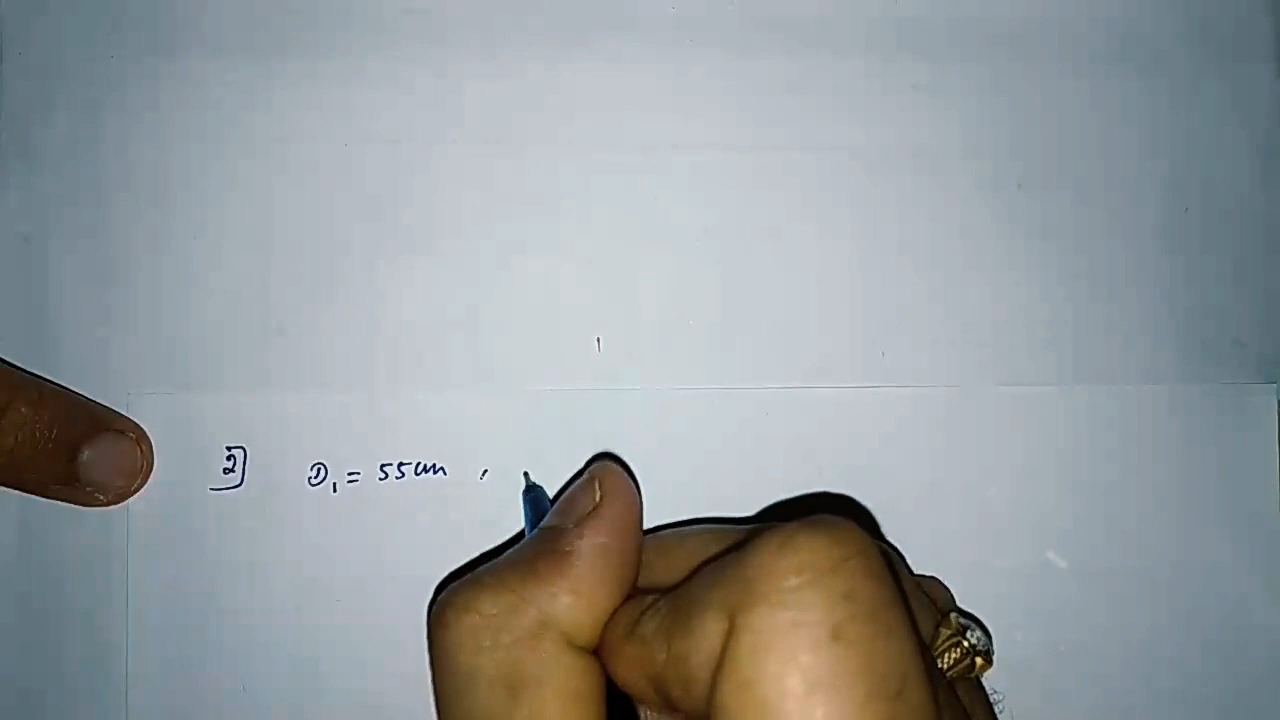 2] D₁ = 55cm ,